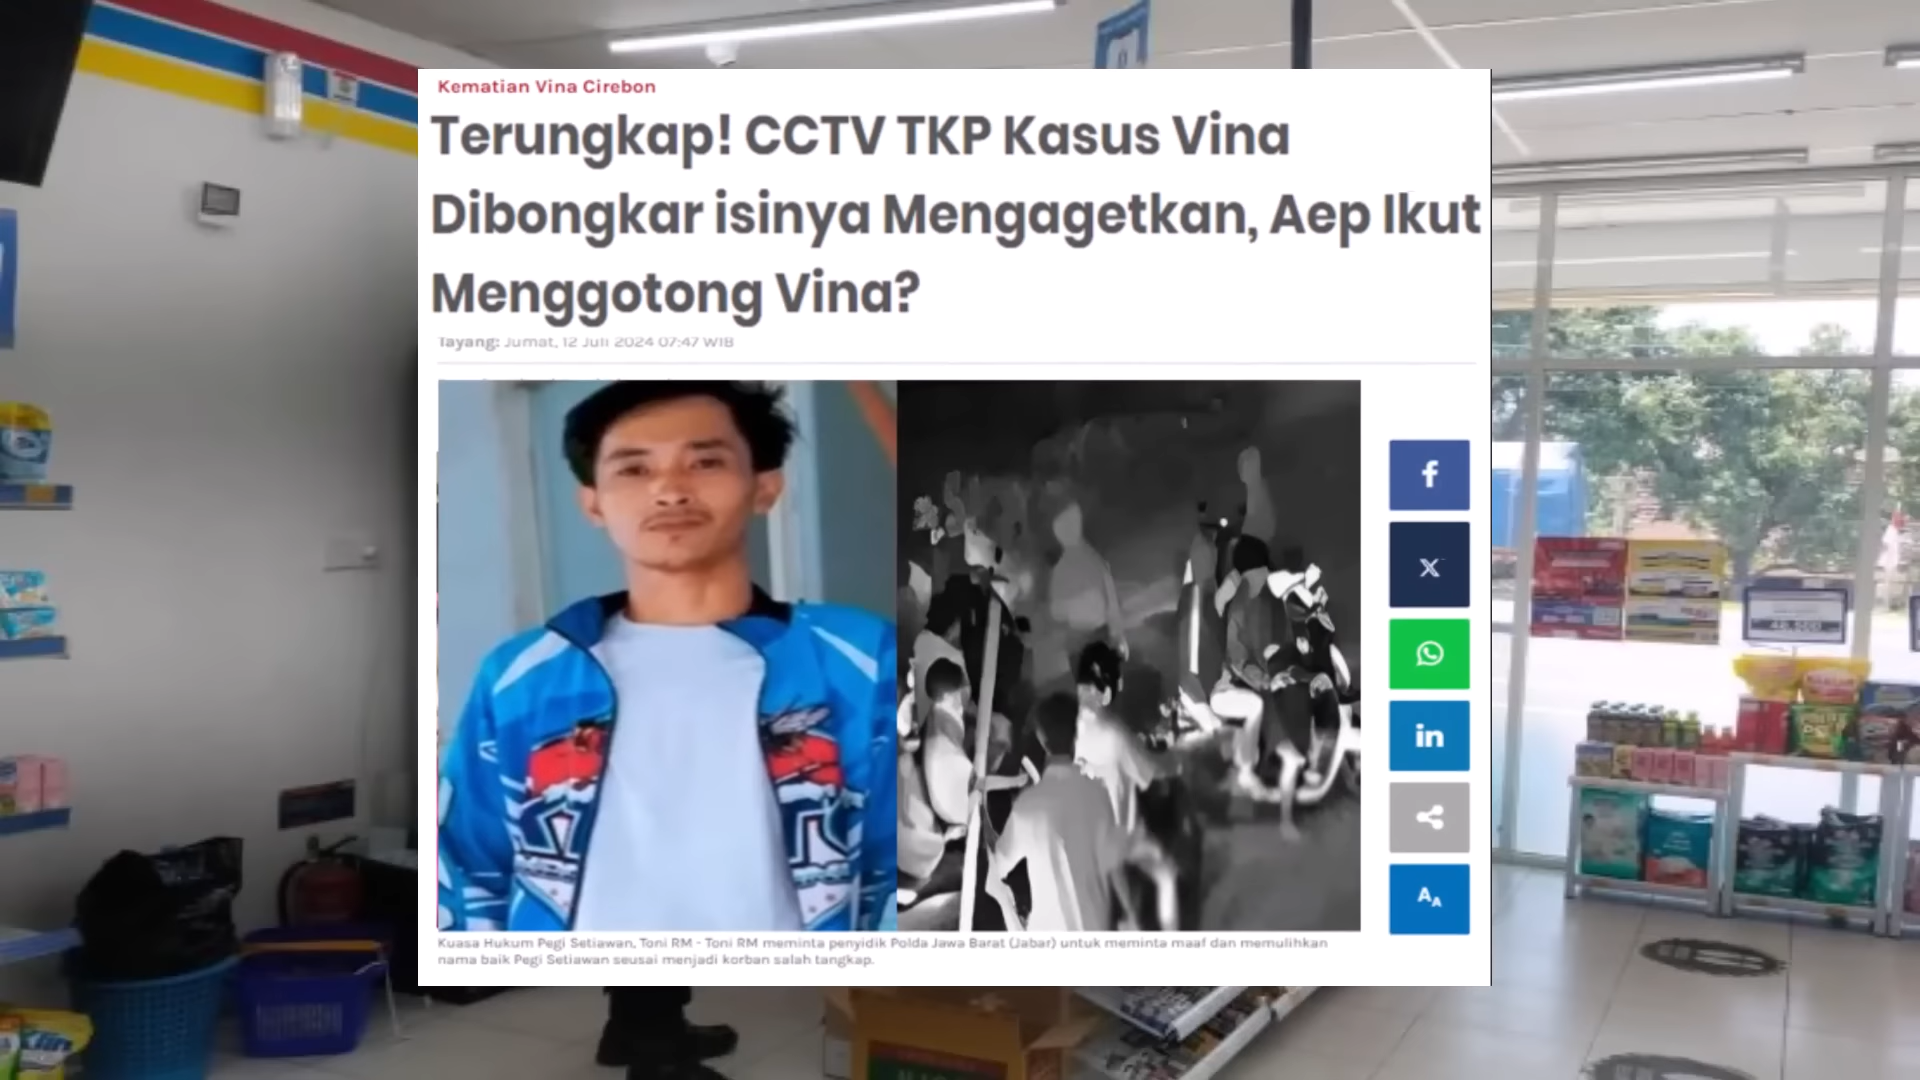 Kematian Vina Cirebon
Terungkap! CCTV TKP Kasus Vina
Dibongkar isinya Mengagetkan, Aep Ikut
Menggotong Vina?
Tayang: Jumat, 12 Juli 2024 07:47 WIB
f
X
in
AA
Kuasa Hukum Pegi Setiawan, Toni RM - Toni RM meminta penyidik Polda Jawa Barat (Jabar) untuk meminta maaf dan memulihkan
nama baik Pegi Setiawan seusai menjadi korban salah tangkap.